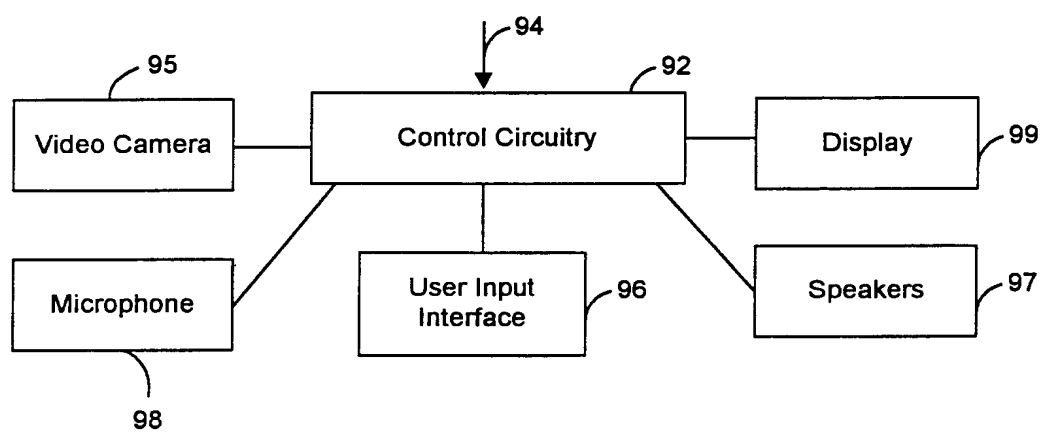 94
95
92
Video Camera
Control Circuitry
Display
99
Microphone
User Input
Interface
96
Speakers
97
98